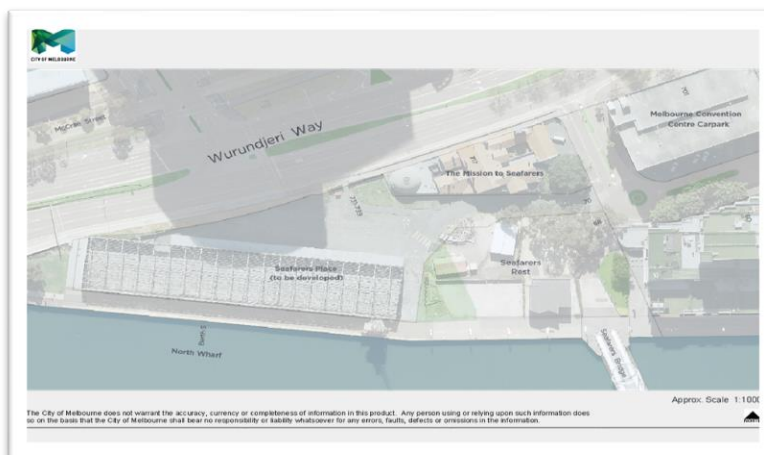 CITY OF MELBOURNE
McCrae Street
Wurundjeri Way
Melbourne Convention
Centre Carpark
The Mission to Seafarers
Seafarers Place
(to be developed)
Seafarers
Rest
North Wharf
Seafarers Bridge
Approx. Scale 1:1000
The City of Melbourne does not warrant the accuracy, currency or completeness of information in this product. Any person using or relying upon such information does
so on the basis that the City of Melbourne shall bear no responsibility or liability whatsoever for any errors, faults, defects or omissions in the information.